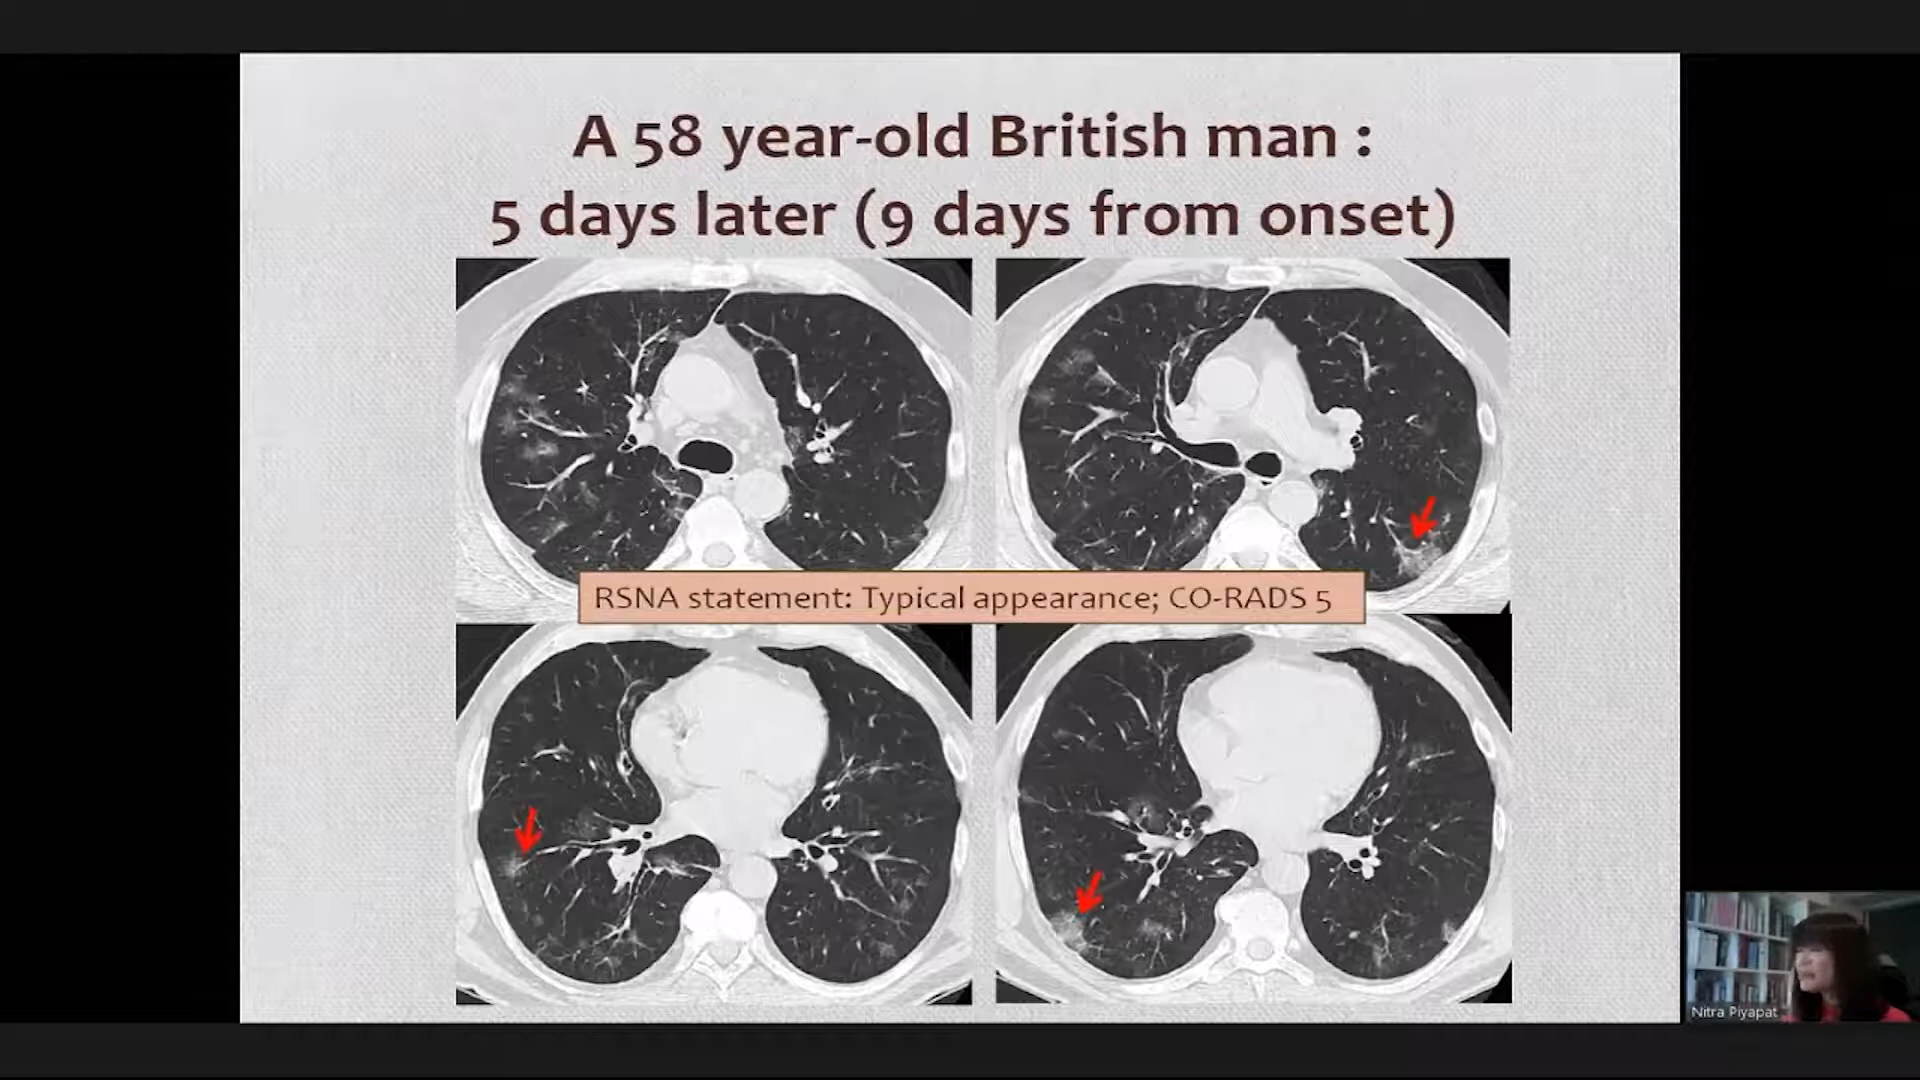 A 58 year-old British man :
5 days later (9 days from onset)
RSNA statement: Typical appearance; CO-RADS 5
Nitra Piyapat